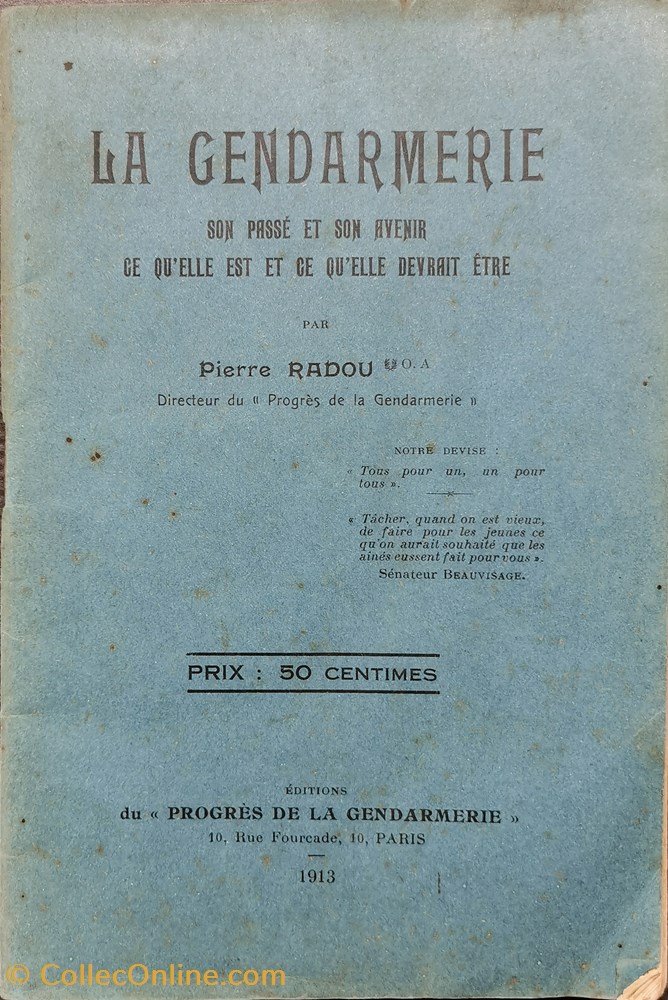 LA GENDARMERIE
SON PASSÉ ET SON AVENIR
CE QU'ELLE EST ET CE QU'ELLE DEVRAIT ÊTRE
PAR
Pierre RADOU O. A
Directeur du « Progrès de la Gendarmerie »
NOTRE DEVISE :
« Tous pour un, un pour
tous ».
« Tâcher, quand on est vieux,
de faire pour les jeunes ce
qu'on aurait souhaité que les
aînés eussent fait pour vous ».
Sénateur BEAUVISAGE.
PRIX : 50 CENTIMES
ÉDITIONS
du « PROGRÈS DE LA GENDARMERIE »
10, Rue Fourcade, 10, PARIS
1913
© CollecOnline.com